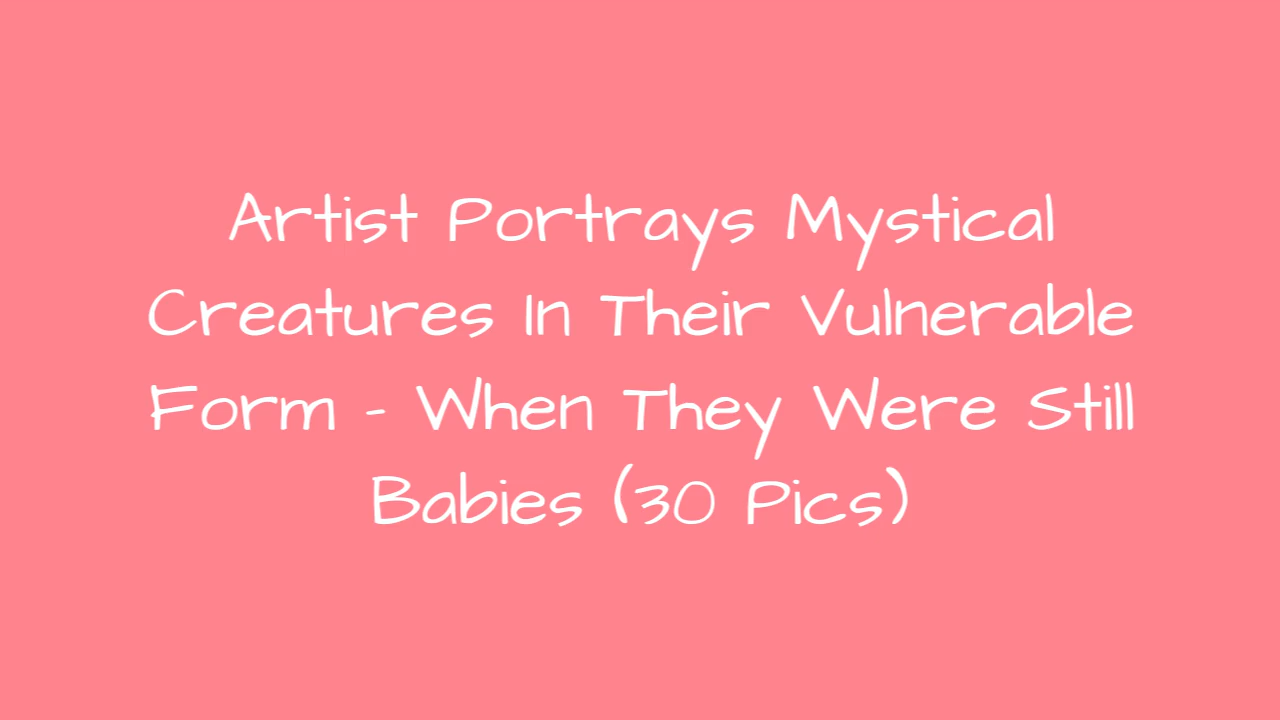 Artist Portrays Mystical
Creatures In Their Vulnerable
Form - When They Were Still
Babies (30 Pics)